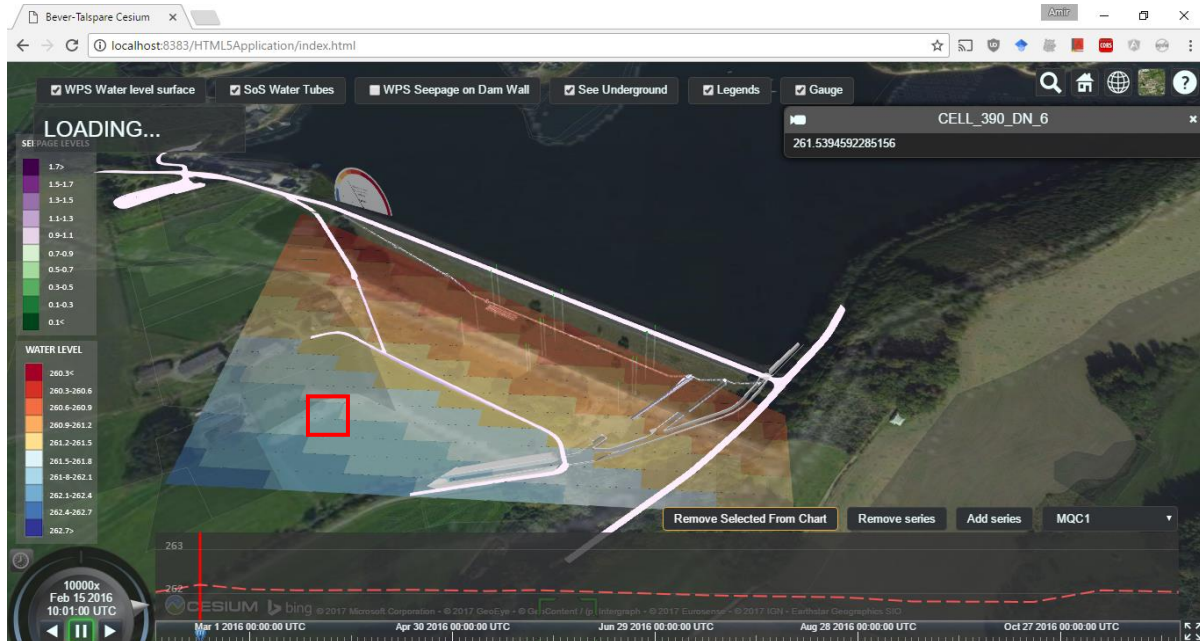 Bever-Talspare Cesium
Amir
localhost:8383/HTML5Application/index.html
WPS Water level surface
SoS Water Tubes
WPS Seepage on Dam Wall
See Underground
Legends
Gauge
LOADING...
CELL_390_DN_6
261.5394592285156
SEEPAGE LEVELS
1.7>
1.5-1.7
1.3-1.5
1.1-1.3
0.9-1.1
0.7-0.9
0.5-0.7
0.3-0.5
0.1-0.3
0.1<
WATER LEVEL
260.3<
260.3-260.6
260.6-260.9
260.9-261.2
261.2-261.5
261.5-261.8
261-8-262.1
262.1-262.4
262.4-262.7
262.7>
Remove Selected From Chart
Remove series
Add series
MQC1
263
262
10000x
Feb 15 2016
10:01:00 UTC
CESIUM bing © 2017 Microsoft Corporation - © 2017 GeoEye - © GeoContent / (p) Intergraph - © 2017 Eurosense - © 2017 IGN - Earthstar Geographics SIO
Mar 1 2016 00:00:00 UTC
Apr 30 2016 00:00:00 UTC
Jun 29 2016 00:00:00 UTC
Aug 28 2016 00:00:00 UTC
Oct 27 2016 00:00:00 UTC